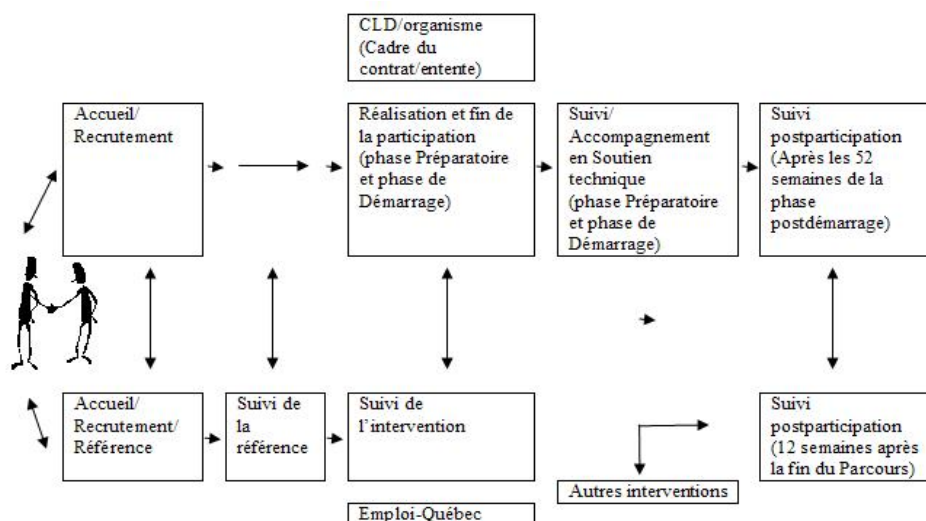 CLD/organisme
(Cadre du
contrat/entente)
Accueil/
Recrutement
Réalisation et fin de
la participation
(phase Préparatoire
et phase de
Démarrage)
Suivi/
Accompagnement
en Soutien
technique
(phase Préparatoire
et phase de
Démarrage)
Suivi
postparticipation
(Après les 52
semaines de la
phase
postdémarrage)
Accueil/
Recrutement/
Référence
Suivi de
la
référence
Suivi de
l’intervention
Autres interventions
Suivi
postparticipation
(12 semaines après
la fin du Parcours)
Emploi-Québec